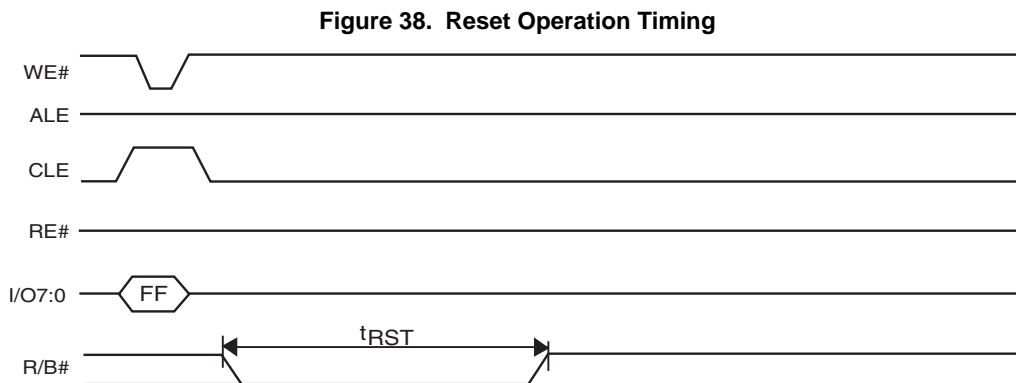 Figure 38. Reset Operation Timing
WE#
ALE
CLE
RE#
I/O7:0
FF
tRST
R/B#